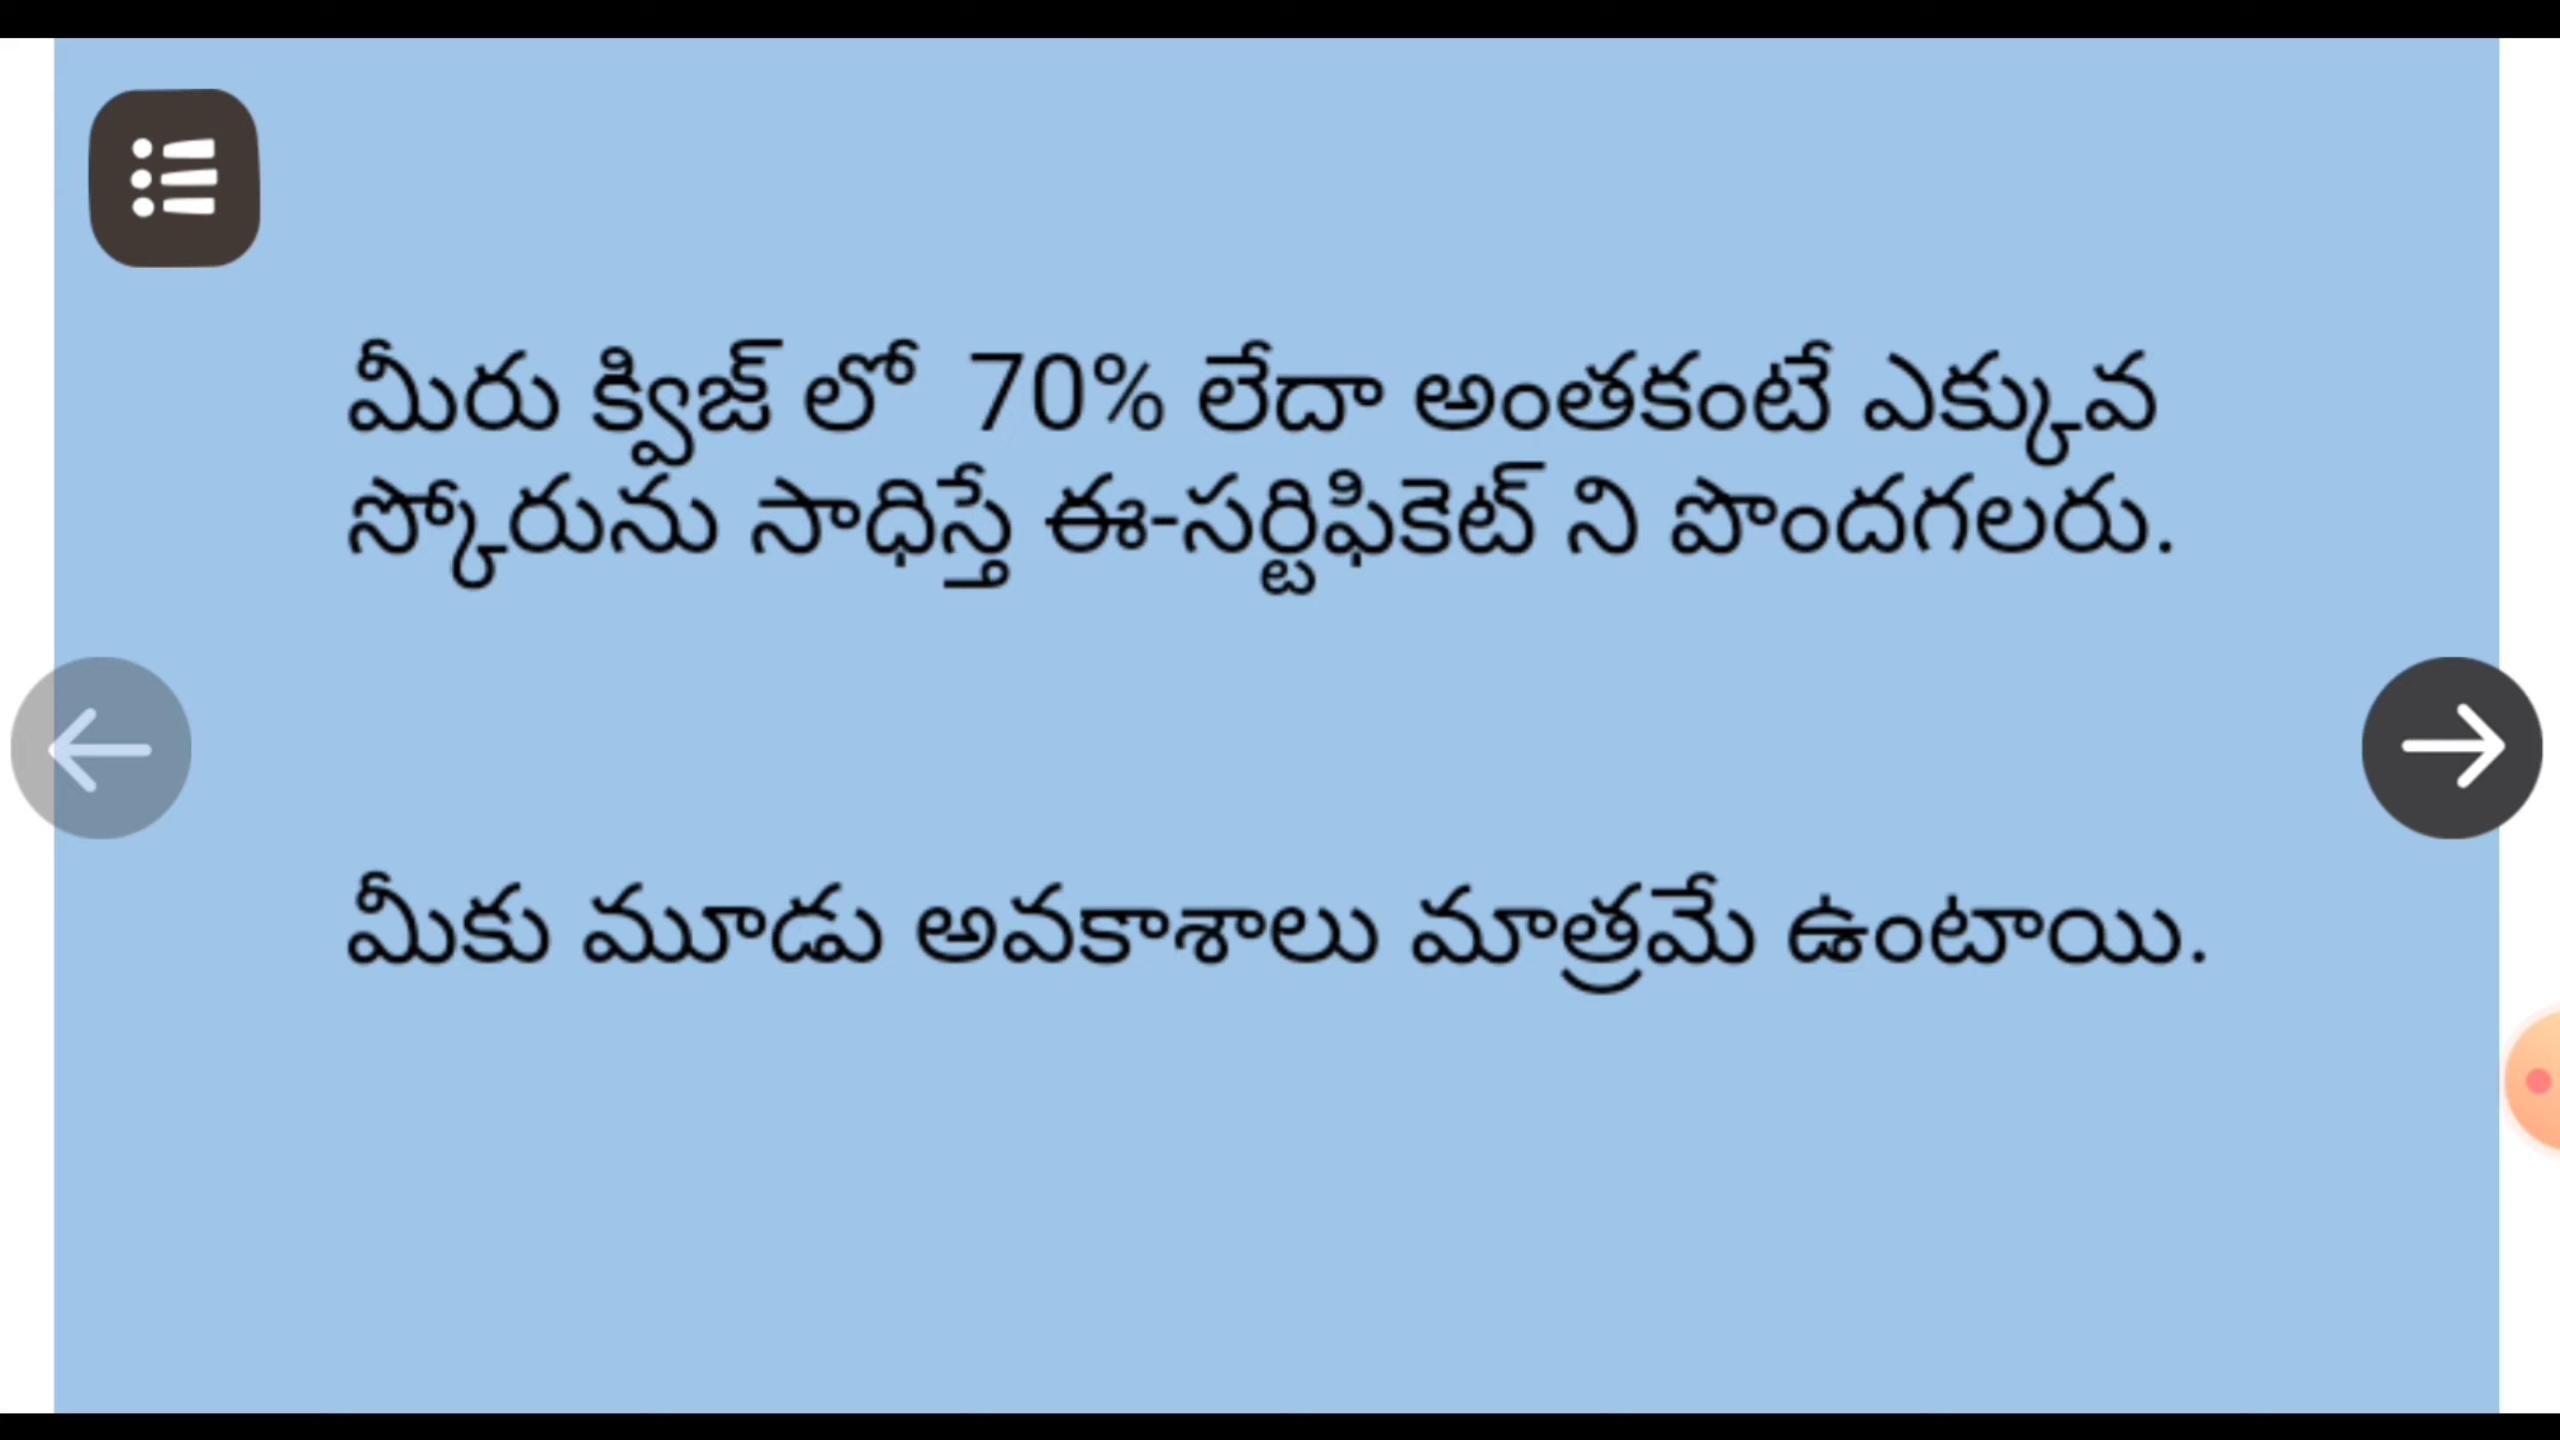 మీరు క్విజ్ లో 70% లేదా అంతకంటే ఎక్కువ
స్కోరును సాధిస్తే ఈ-సర్టిఫికెట్ ని పొందగలరు.
మీకు మూడు అవకాశాలు మాత్రమే ఉంటాయి.